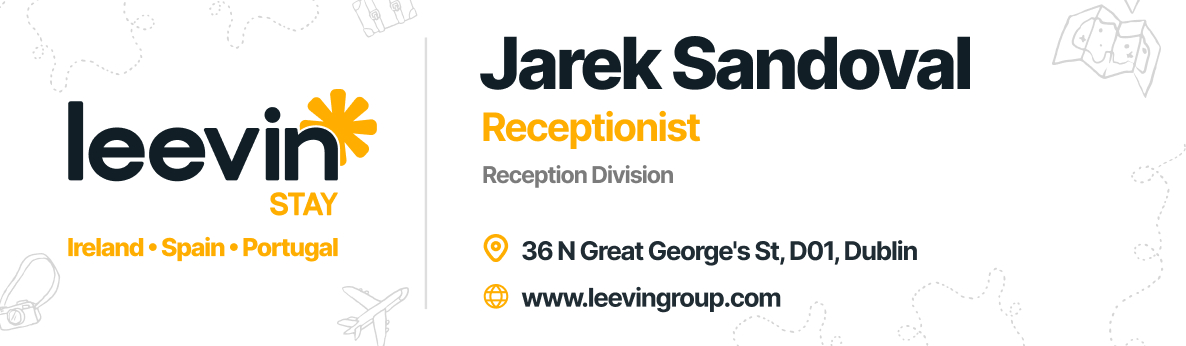 leevin
STAY
Ireland • Spain • Portugal
Jarek Sandoval
Receptionist
Reception Division
36 N Great George's St, D01, Dublin
www.leevingroup.com